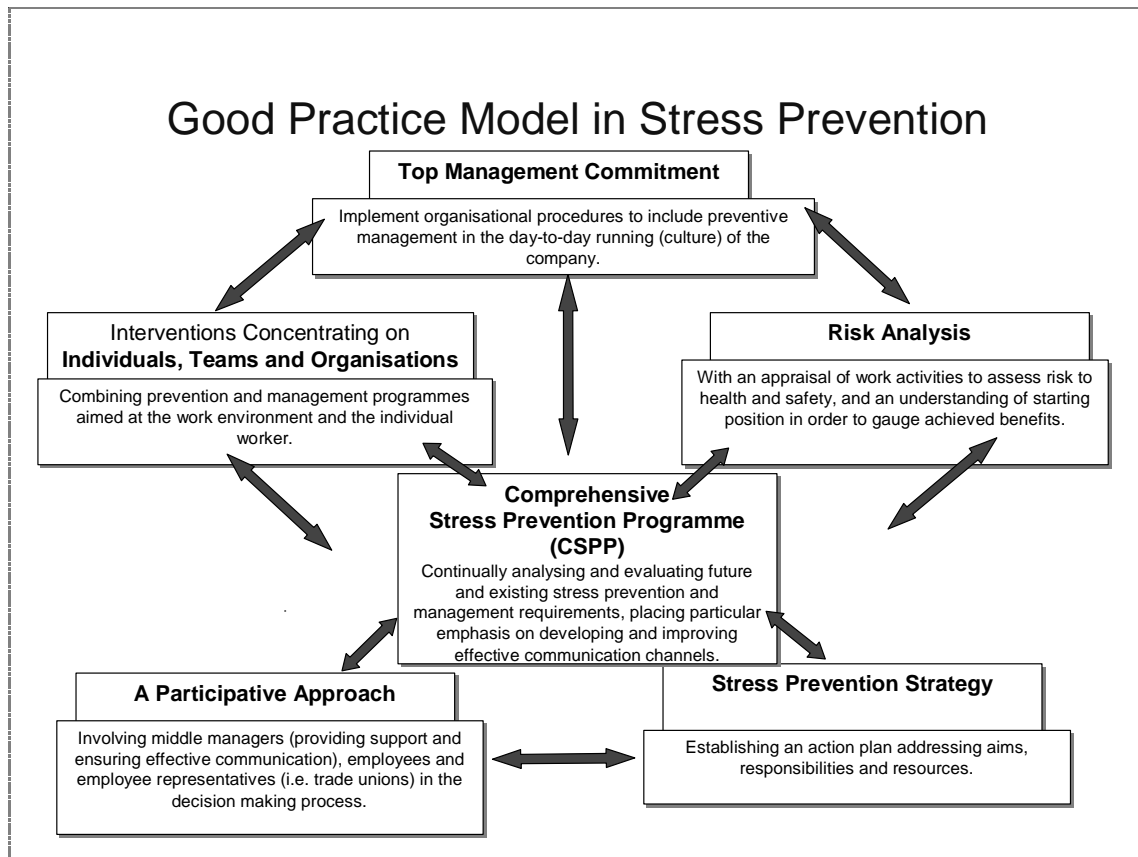 Good Practice Model in Stress Prevention
Top Management Commitment
Implement organisational procedures to include preventive
management in the day-to-day running (culture) of the
company.
Interventions Concentrating on
Individuals, Teams and Organisations
Combining prevention and management programmes
aimed at the work environment and the individual
worker.
Risk Analysis
With an appraisal of work activities to assess risk to
health and safety, and an understanding of starting
position in order to gauge achieved benefits.
Comprehensive
Stress Prevention Programme
(CSPP)
Continually analysing and evaluating future
and existing stress prevention and
management requirements, placing particular
emphasis on developing and improving
effective communication channels.
A Participative Approach
Involving middle managers (providing support and
ensuring effective communication), employees and
employee representatives (i.e. trade unions) in the
decision making process.
Stress Prevention Strategy
Establishing an action plan addressing aims,
responsibilities and resources.